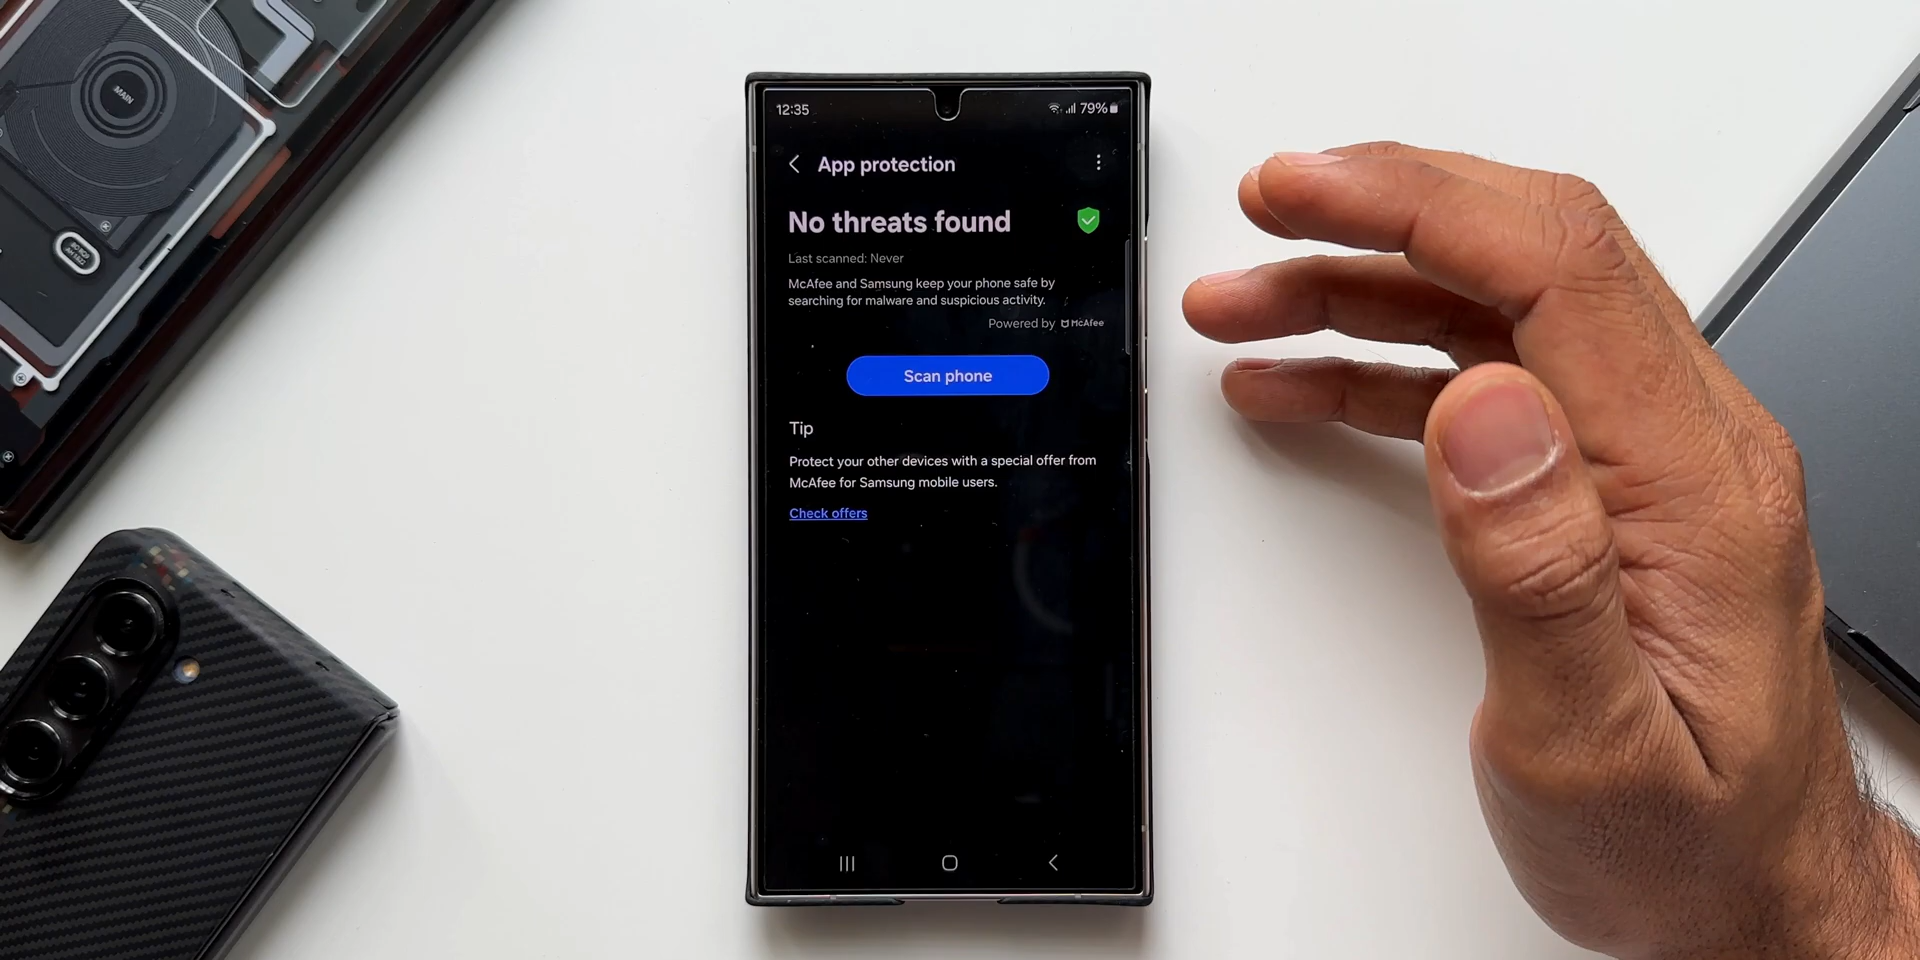 MAIN
12:35
79%
App protection
No threats found
Last scanned: Never
McAfee and Samsung keep your phone safe by
searching for malware and suspicious activity.
Powered by McAfee
Scan phone
Tip
Protect your other devices with a special offer from
McAfee for Samsung mobile users.
Check offers